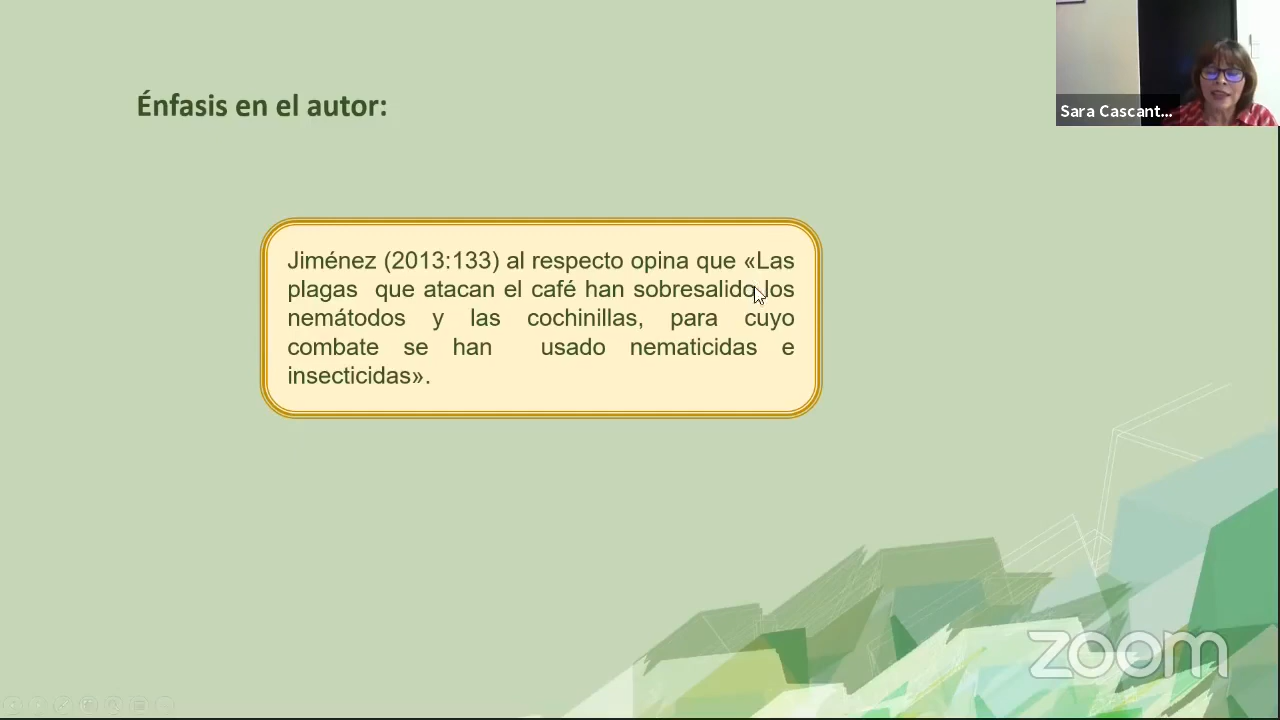 Énfasis en el autor:
Jiménez (2013:133) al respecto opina que «Las
plagas que atacan el café han sobresalido los
nemátodos y las cochinillas, para cuyo
combate se han usado nematicidas e
insecticidas».
Sara Cascant...
zoom